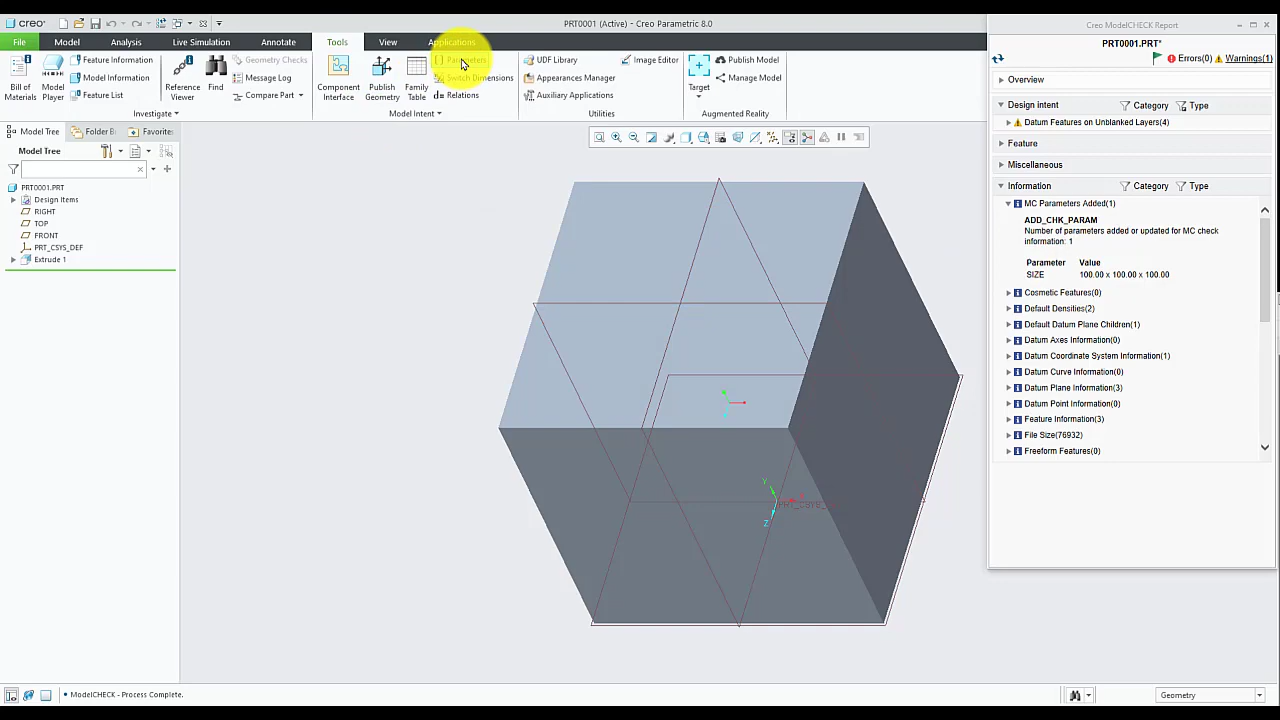 creo
PRT0001 (Active) - Creo Parametric 8.0
File
Model
Analysis
Live Simulation
Annotate
Tools
View
Applications
Bill of Materials
Model Player
Feature Information
Model Information
Feature List
Reference Viewer
Find
Geometry Checks
Message Log
Compare Part
Investigate
Component Interface
Publish Geometry
Family Table
Parameters
Switch Dimensions
d= Relations
Model Intent
UDF Library
Appearances Manager
Auxiliary Applications
Image Editor
Utilities
Target
Publish Model
Manage Model
Augmented Reality
Model Tree
Folder B
Favorites
Model Tree
PRT0001.PRT
Design Items
RIGHT
TOP
FRONT
PRT_CSYS_DEF
Extrude 1
Y
Z
PRT_CSYS_
Creo ModelCHECK Report
PRT0001.PRT*
Errors(0)
Warnings(1)
Overview
Design intent
Category
Type
Datum Features on Unblanked Layers(4)
Feature
Miscellaneous
Information
Category
Type
MC Parameters Added(1)
ADD_CHK_PARAM
Number of parameters added or updated for MC check
information: 1
Parameter Value
SIZE 100.00 x 100.00 x 100.00
Cosmetic Features(0)
Default Densities(2)
Default Datum Plane Children(1)
Datum Axes Information(0)
Datum Coordinate System Information(1)
Datum Curve Information(0)
Datum Plane Information(3)
Datum Point Information(0)
Feature Information(3)
File Size(76932)
Freeform Features(0)
• ModelCHECK - Process Complete.
Geometry